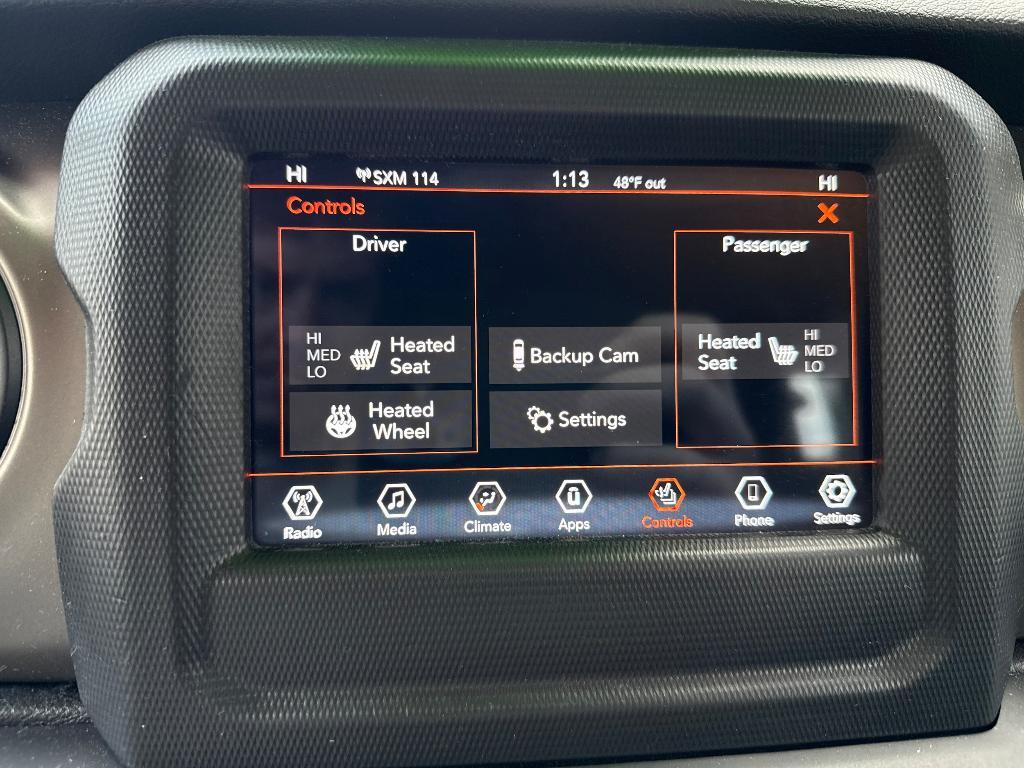 HI SXM 114 1:13 48°F out HI
Controls X
Driver
Passenger
HI
MED
LO
Heated
Seat
Backup Cam
Heated
Seat
HI
MED
LO
Heated
Wheel
Settings
Radio Media Climate Apps Controls Phone Settings